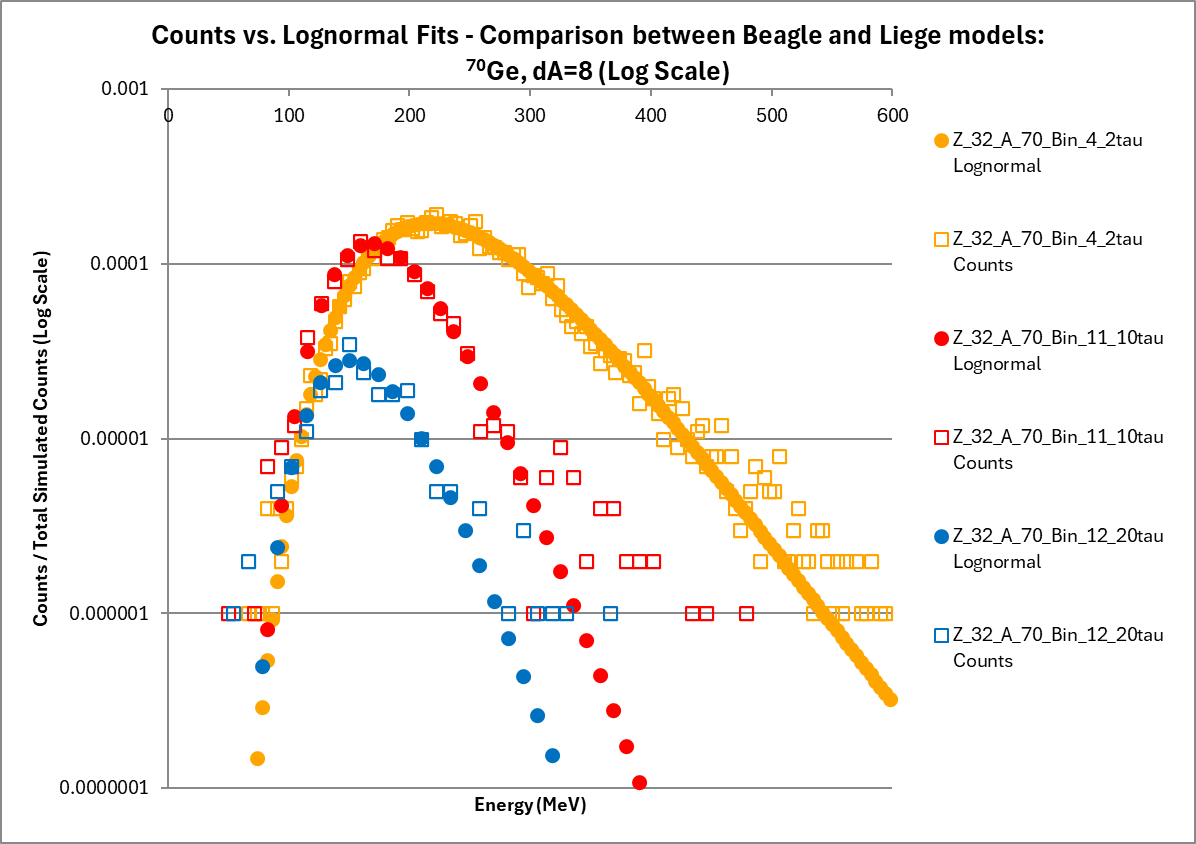 Counts vs. Lognormal Fits - Comparison between Beagle and Liege models:
⁷⁰Ge, dA=8 (Log Scale)
0.001
0 100 200 300 400 500 600
0.0001
0.00001
0.000001
0.0000001
Counts / Total Simulated Counts (Log Scale)
Energy (MeV)
Z_32_A_70_Bin_4_2tau
Lognormal
Z_32_A_70_Bin_4_2tau
Counts
Z_32_A_70_Bin_11_10tau
Lognormal
Z_32_A_70_Bin_11_10tau
Counts
Z_32_A_70_Bin_12_20tau
Lognormal
Z_32_A_70_Bin_12_20tau
Counts